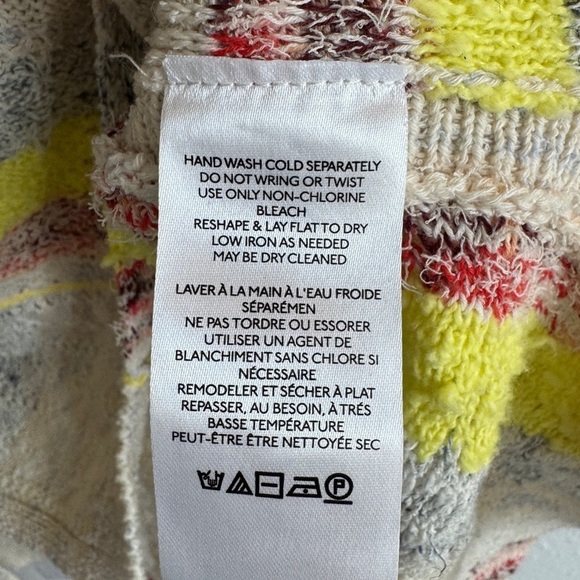 HAND WASH COLD SEPARATELY
DO NOT WRING OR TWIST
USE ONLY NON-CHLORINE
BLEACH
RESHAPE & LAY FLAT TO DRY
LOW IRON AS NEEDED
MAY BE DRY CLEANED
LAVER À LA MAIN À L'EAU FROIDE
SÉPARÉMEN
NE PAS TORDRE OU ESSORER
UTILISER UN AGENT DE
BLANCHIMENT SANS CHLORE SI
NÉCESSAIRE
REMODELER ET SÉCHER À PLAT
REPASSER, AU BESOIN, À TRÉS
BASSE TEMPÉRATURE
PEUT-ÊTRE ÊTRE NETTOYÉE SEC
P